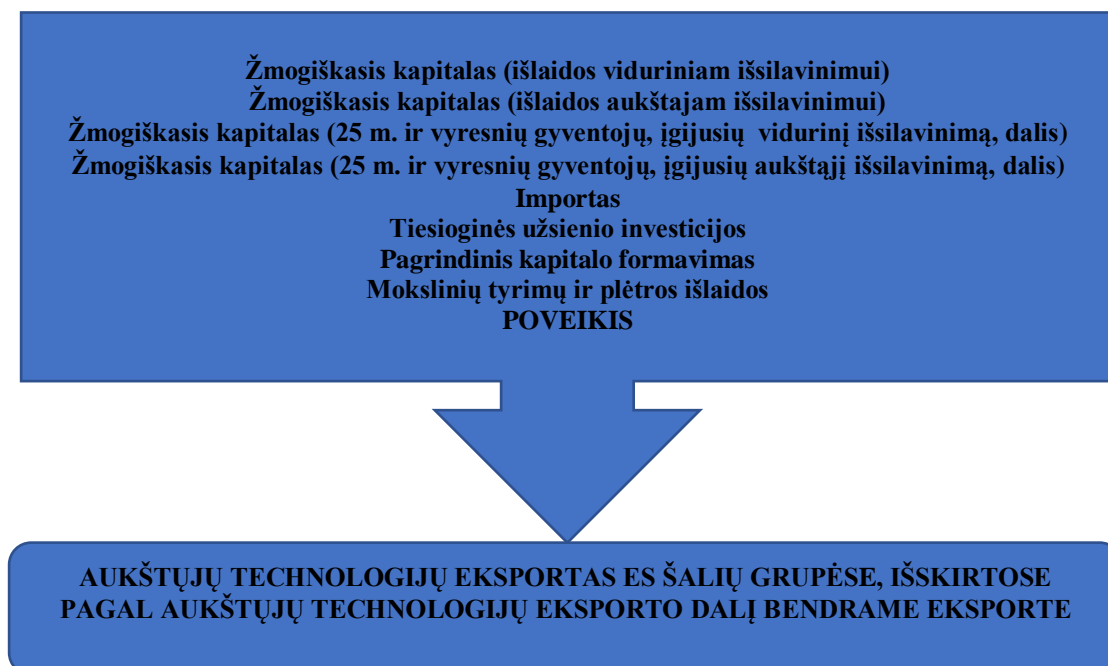 Žmogiškasis kapitalas (išlaidos viduriniam išsilavinimui)
Žmogiškasis kapitalas (išlaidos aukštajam išsilavinimui)
Žmogiškasis kapitalas (25 m. ir vyresnių gyventojų, įgijusių vidurinį išsilavinimą, dalis)
Žmogiškasis kapitalas (25 m. ir vyresnių gyventojų, įgijusių aukštąjį išsilavinimą, dalis)
Importas
Tiesioginės užsienio investicijos
Pagrindinis kapitalo formavimas
Mokslinių tyrimų ir plėtros išlaidos
POVEIKIS
AUKŠTŲJŲ TECHNOLOGIJŲ EKSPORTAS ES ŠALIŲ GRUPĖSE, IŠSKIRTOSE
PAGAL AUKŠTŲJŲ TECHNOLOGIJŲ EKSPORTO DALĮ BENDRAME EKSPORTE